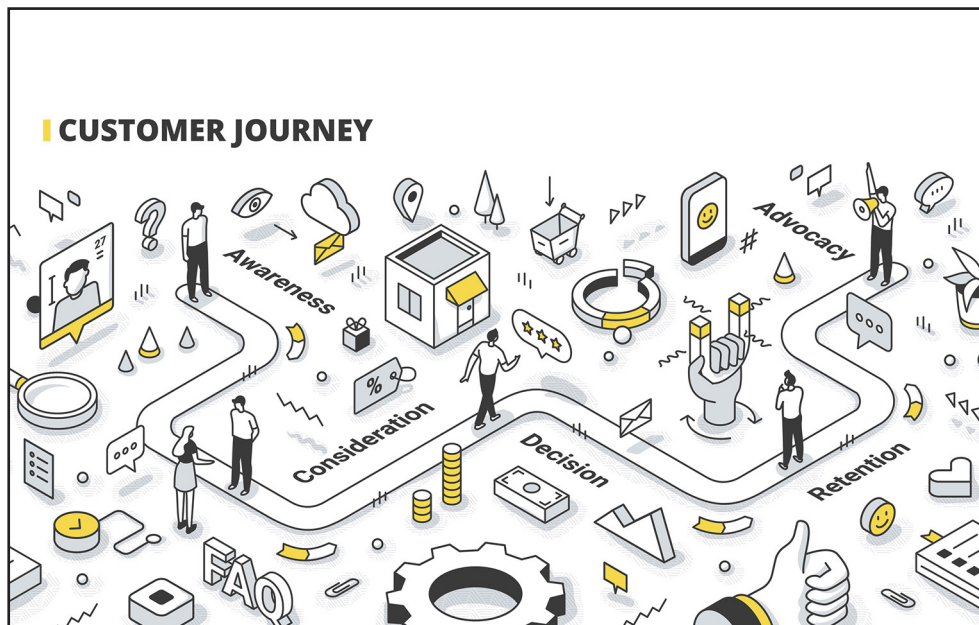 CUSTOMER JOURNEY
27
Awareness
Advocacy
#
%
Consideration
Decision
Retention
FAQ